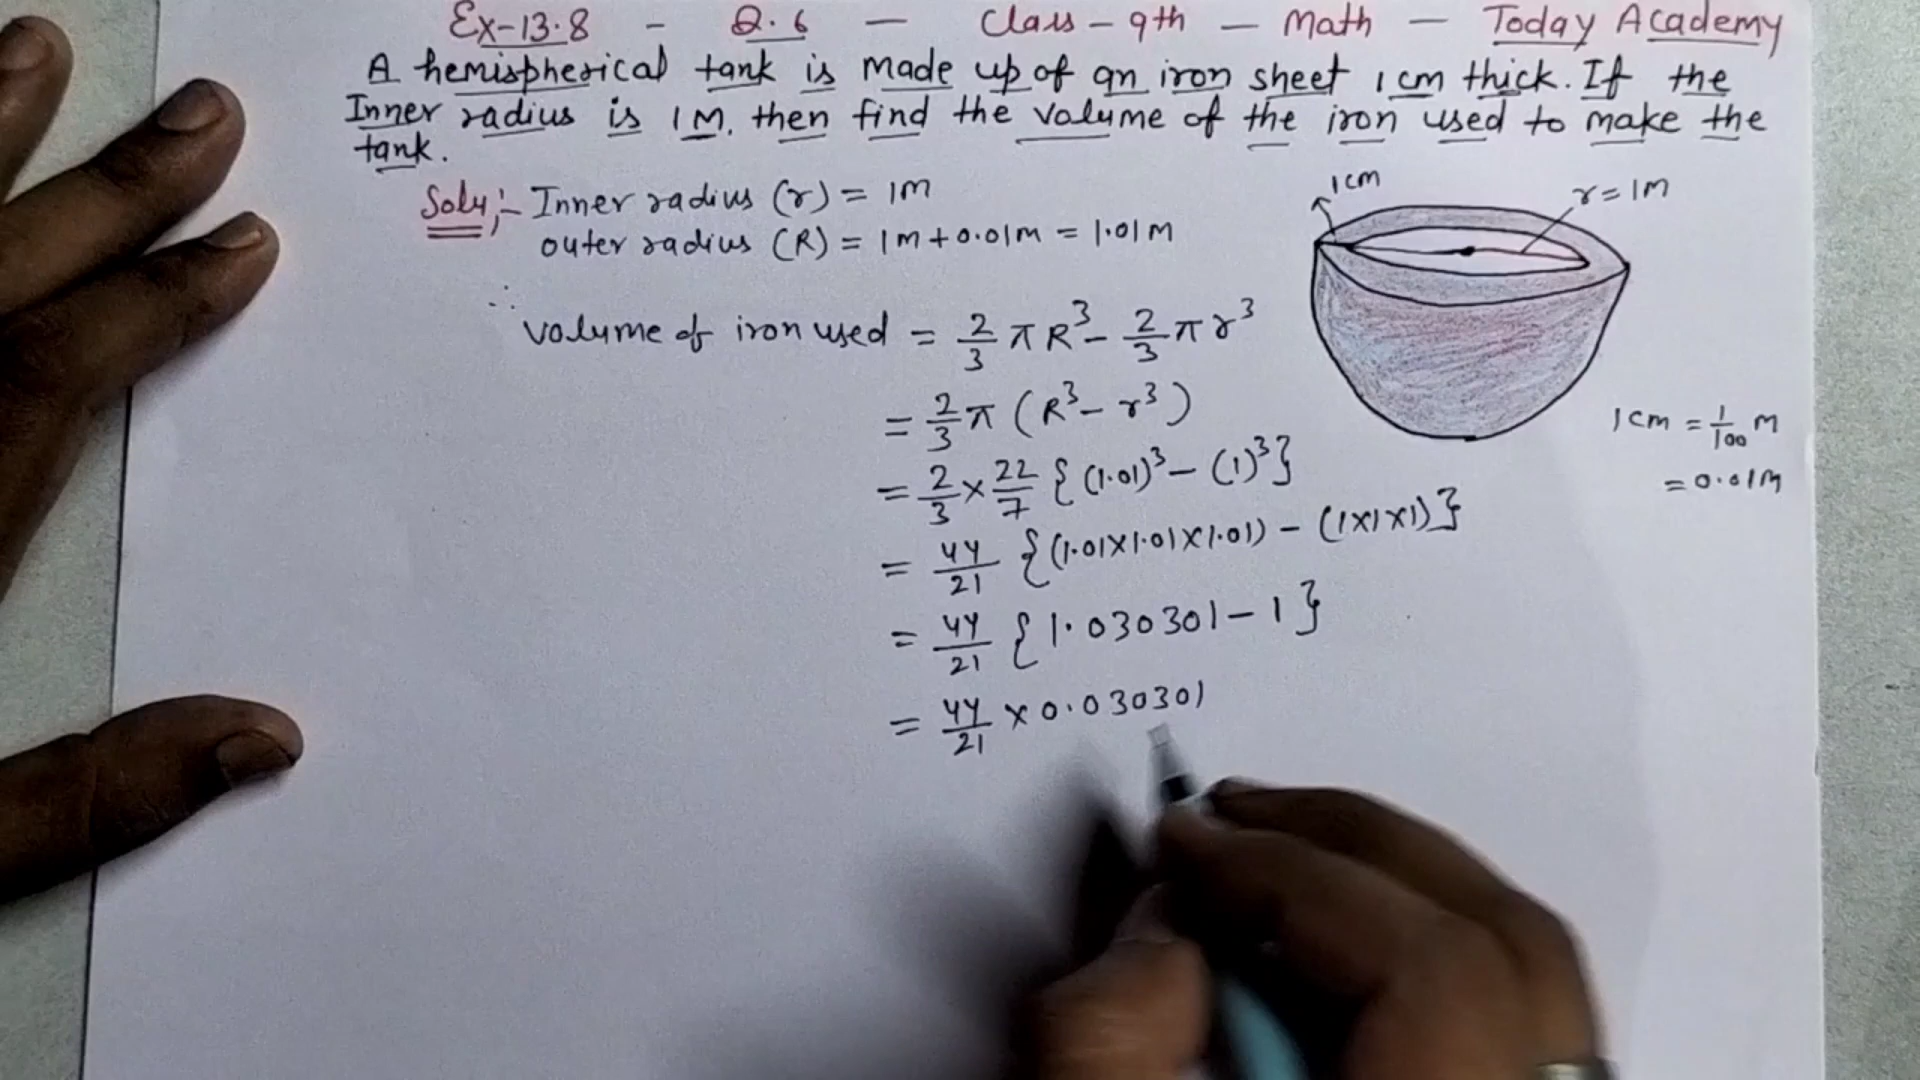 Ex-13.8 - Q.6 - Class - 9th - Math - Today Academy
A hemispherical tank is made up of an iron sheet 1 cm thick. If the
Inner radius is 1 M. then find the volume of the iron used to make the
tank.
Soln:- Inner radius (r) = 1M
outer radius (R) = 1m + 0.01m = 1.01M
∴ volume of iron used = 2/3 π R³ - 2/3 π r³
= 2/3 π (R³ - r³)
= 2/3 × 22/7 {(1.01)³ - (1)³}
= 44/21 {(1.01×1.01×1.01) - (1×1×1)}
= 44/21 {1.030301 - 1}
= 44/21 × 0.030301
1cm
r = 1M
1cm = 1/100 M
= 0.01M